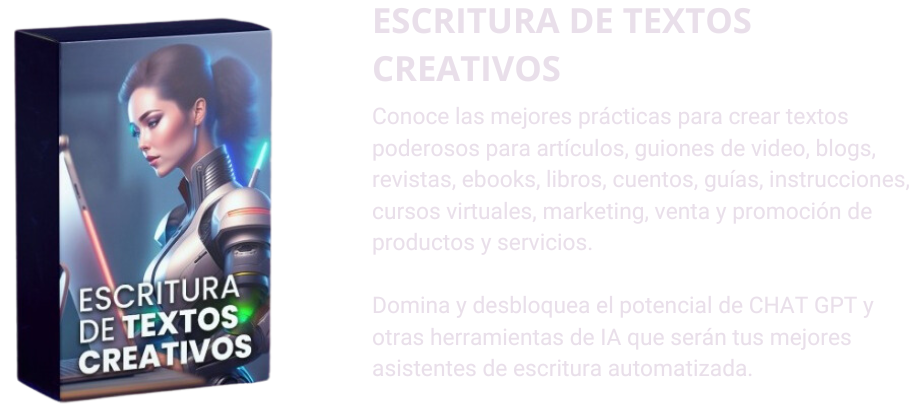 ESCRITURA
DE TEXTOS
CREATIVOS
ESCRITURA DE TEXTOS
CREATIVOS
Conoce las mejores prácticas para crear textos
poderosos para artículos, guiones de video, blogs,
revistas, ebooks, libros, cuentos, guías, instrucciones,
cursos virtuales, marketing, venta y promoción de
productos y servicios.
Domina y desbloquea el potencial de CHAT GPT y
otras herramientas de IA que serán tus mejores
asistentes de escritura automatizada.